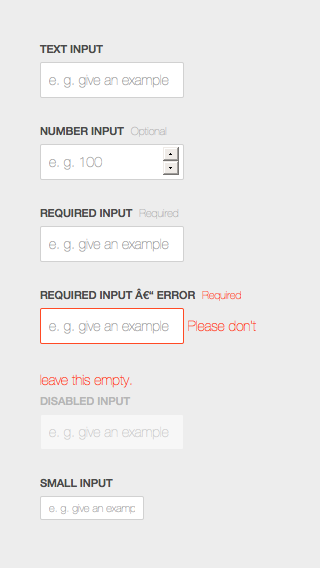 TEXT INPUT
e. g. give an example
NUMBER INPUT Optional
e. g. 100
REQUIRED INPUT Required
e. g. give an example
REQUIRED INPUT â€“ ERROR Required
e. g. give an example Please don't
leave this empty.
DISABLED INPUT
e. g. give an example
SMALL INPUT
e. g. give an examp